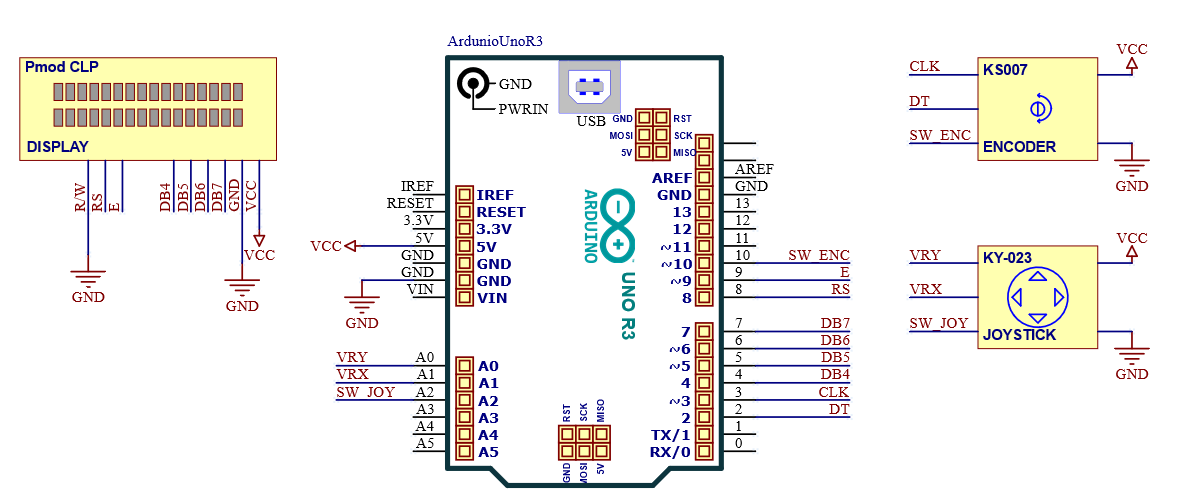 ArdunioUnoR3
Pmod CLP
DISPLAY
R/W
RS
E
DB4
DB5
DB6
DB7
GND
VCC
GND
GND
VCC
GND
PWRIN
USB
GND
MOSI
5V
RST
SCK
MISO
IREF
RESET
3.3V
5V
GND
GND
VIN
VCC
GND
IREF
RESET
3.3V
5V
GND
GND
VIN
ARDUINO
UNO R3
AREF
GND
13
12
~11
~10
~9
8
AREF
GND
13
12
11
10
9
8
SW_ENC
E
RS
7
~6
~5
4
~3
2
TX/1
RX/0
7
6
5
4
3
2
1
0
DB7
DB6
DB5
DB4
CLK
DT
VRY
VRX
SW_JOY
A0
A1
A2
A3
A4
A5
A0
A1
A2
A3
A4
A5
RST
SCK
MISO
GND
MOSI
5V
CLK
DT
SW_ENC
KS007
ENCODER
VCC
GND
VRY
VRX
SW_JOY
KY-023
JOYSTICK
VCC
GND